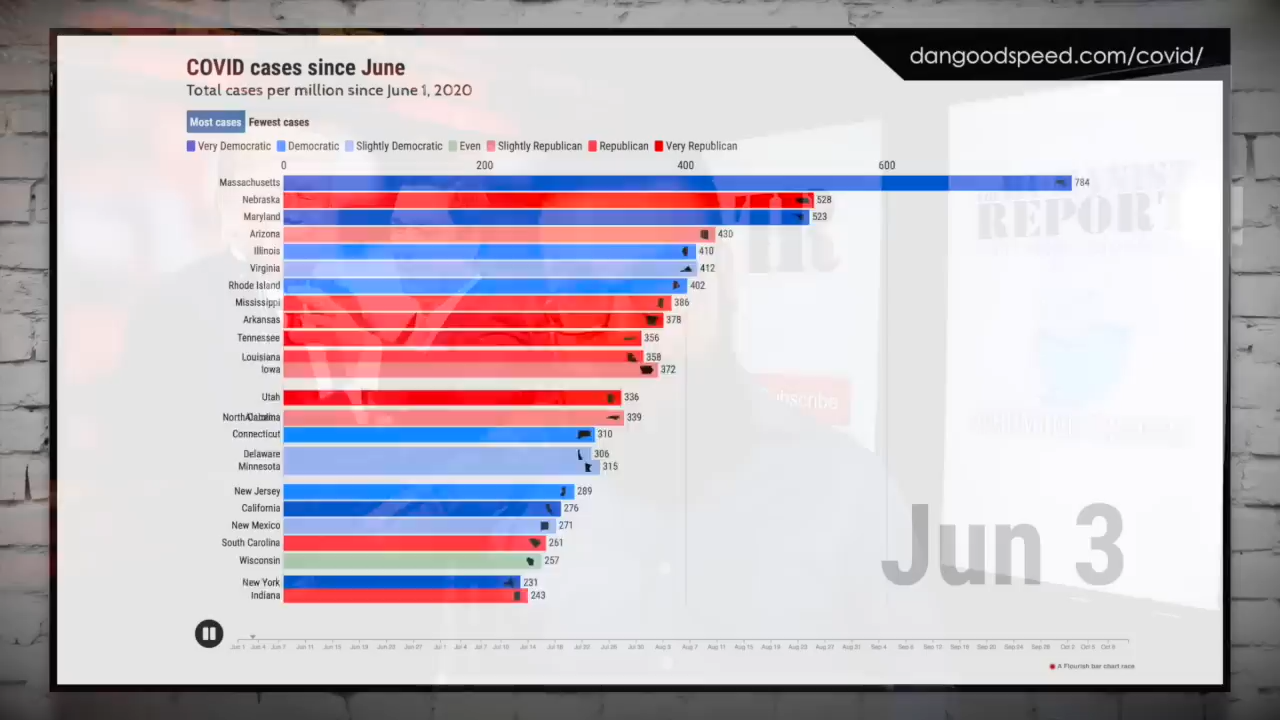 dangoodspeed.com/covid/
COVID cases since June
Total cases per million since June 1, 2020
Most cases Fewest cases
Very Democratic Democratic Slightly Democratic Even Slightly Republican Republican Very Republican
0 200 400 600
Massachusetts 784
Nebraska 528
Maryland 523
REPORT
Arizona 430
Illinois 410
Virginia 412
Rhode Island 402
Mississippi 386
Arkansas 378
Tennessee 356
Louisiana 358
Iowa 372
Utah 336
North Carolina 339
Connecticut 310
Delaware 306
Minnesota 315
New Jersey 289
California 276
New Mexico 271
South Carolina 261
Wisconsin 257
New York 231
Indiana 243
Jun 3
A Flourish bar chart race